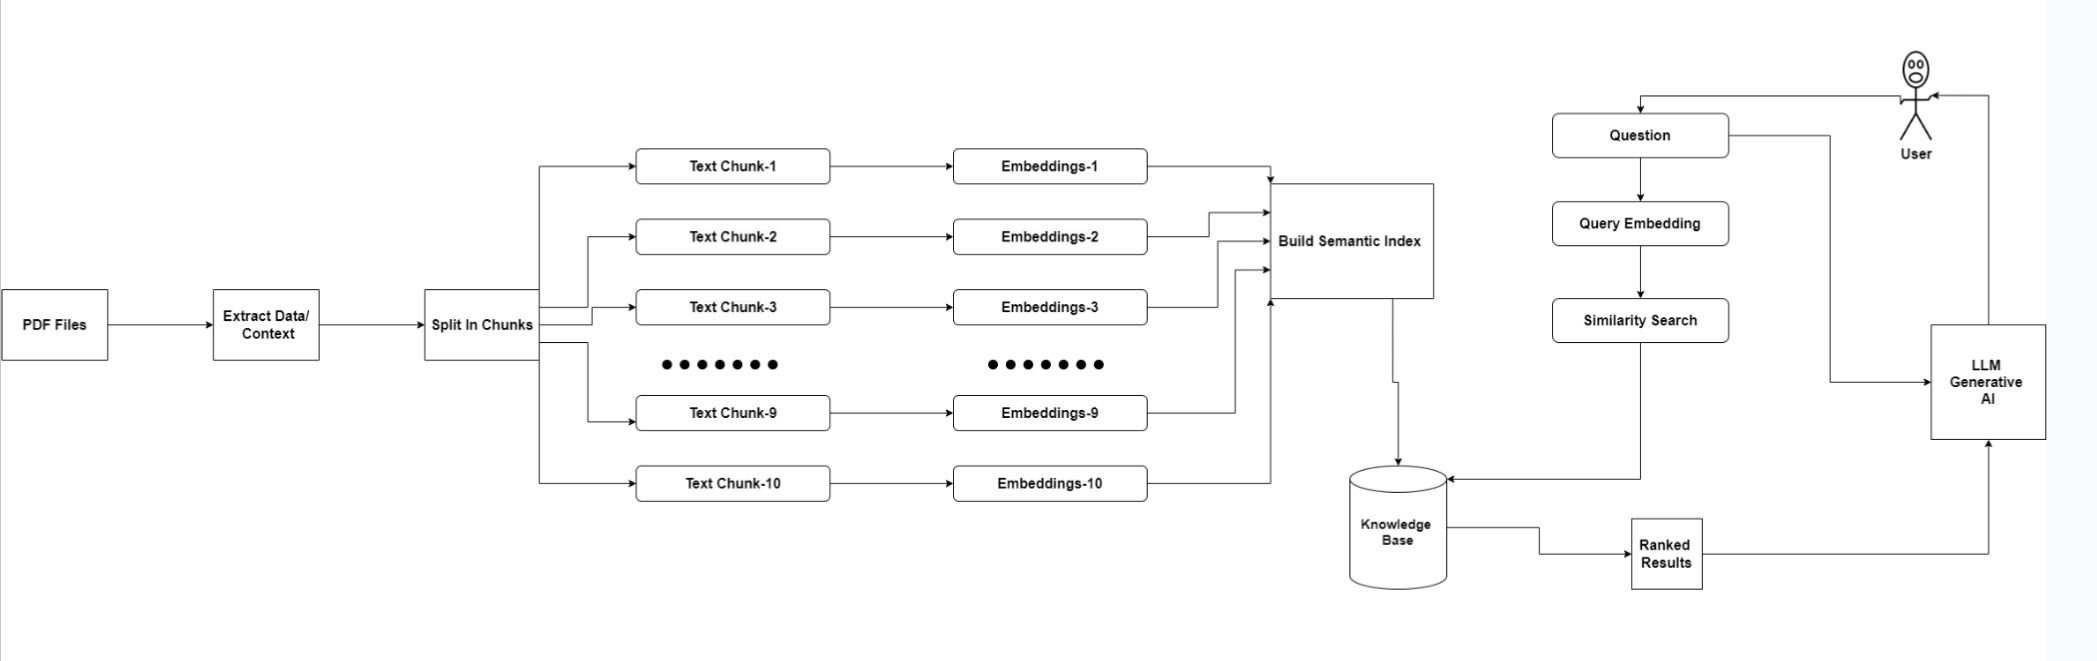 PDF Files
Extract Data/
Context
Split In Chunks
Text Chunk-1
Text Chunk-2
Text Chunk-3
Text Chunk-9
Text Chunk-10
Embeddings-1
Embeddings-2
Embeddings-3
Embeddings-9
Embeddings-10
Build Semantic Index
Knowledge
Base
Question
Query Embedding
Similarity Search
Ranked
Results
User
LLM
Generative
AI